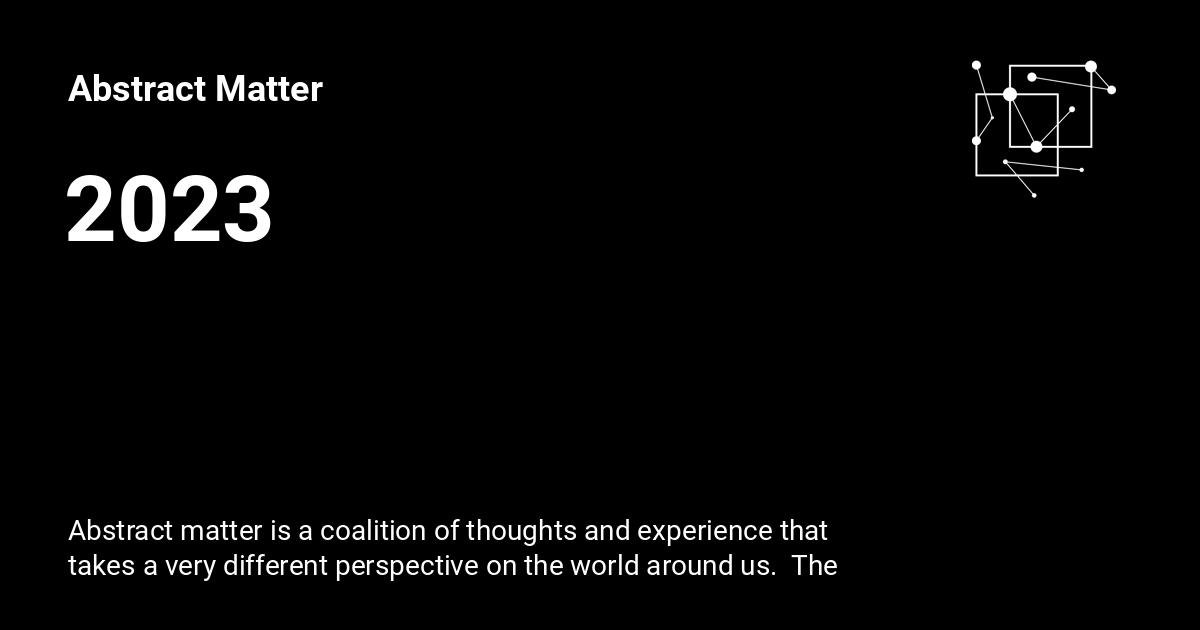 Abstract Matter
2023
Abstract matter is a coalition of thoughts and experience that
takes a very different perspective on the world around us.  The